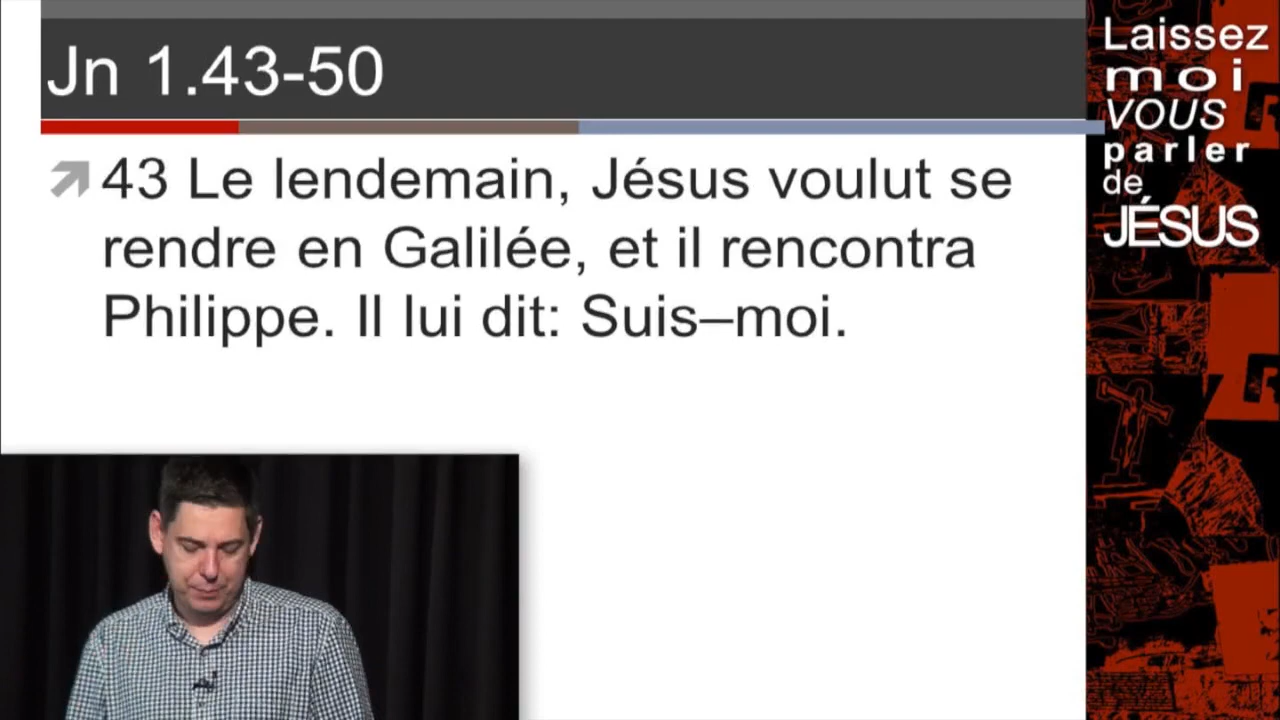 Jn 1.43-50
43 Le lendemain, Jésus voulut se
rendre en Galilée, et il rencontra
Philippe. Il lui dit: Suis–moi.
Laissez
moi
VOUS
parler
de
JÉSUS